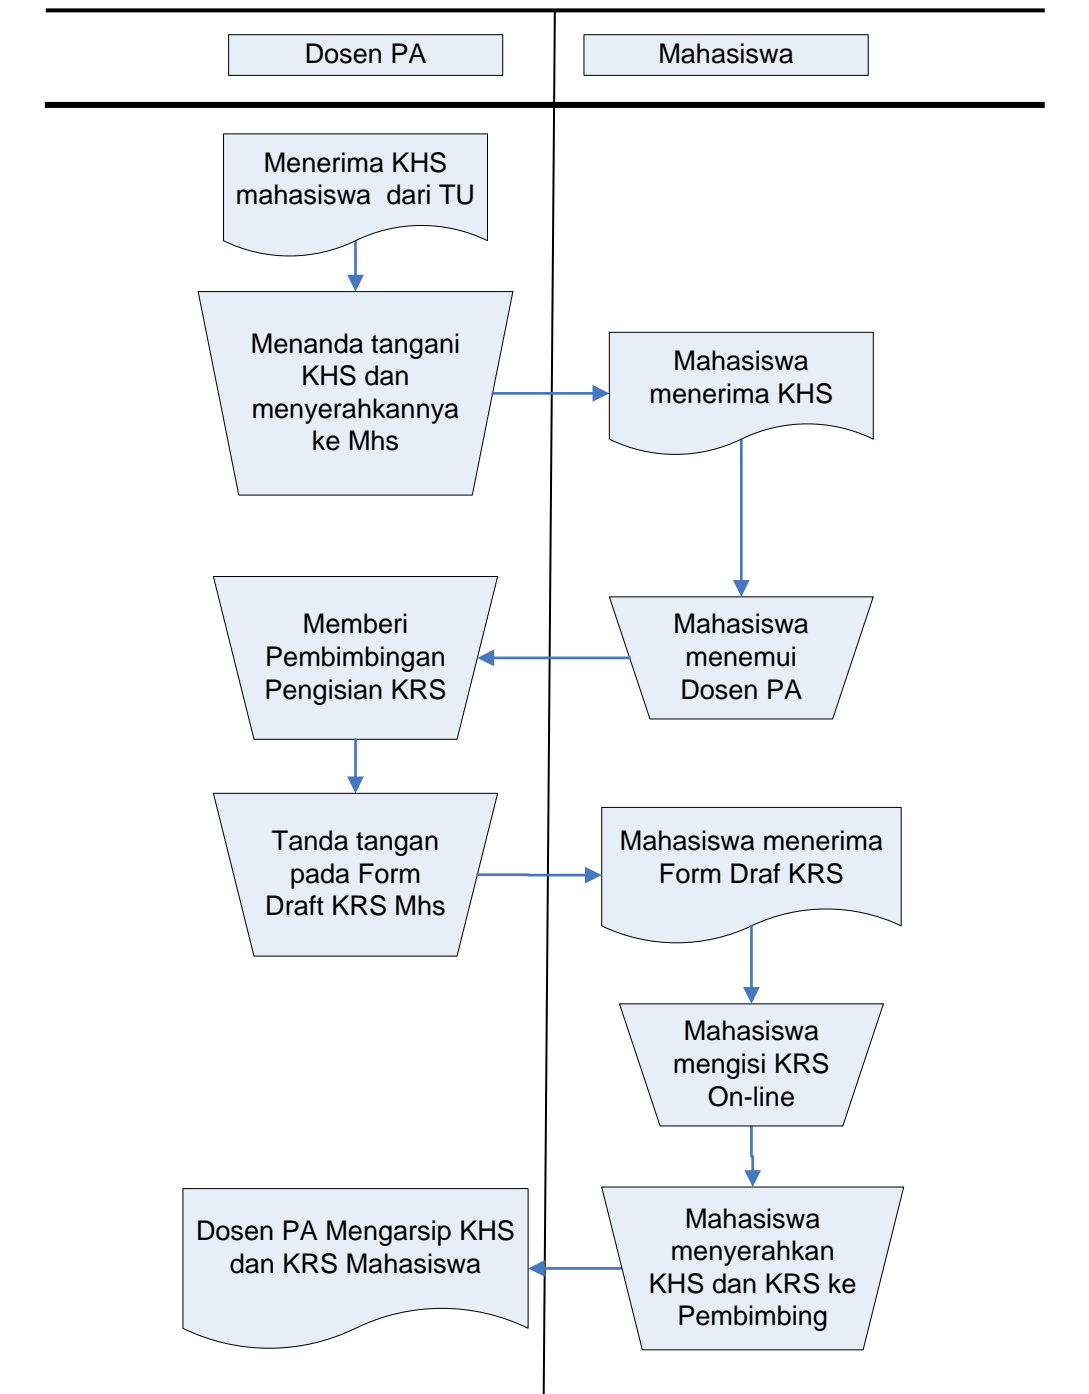 Dosen PA
Mahasiswa
Menerima KHS
mahasiswa dari TU
Menanda tangani
KHS dan
menyerahkannya
ke Mhs
Mahasiswa
menerima KHS
Mahasiswa
menemui
Dosen PA
Memberi
Pembimbingan
Pengisian KRS
Tanda tangan
pada Form
Draft KRS Mhs
Mahasiswa menerima
Form Draf KRS
Mahasiswa
mengisi KRS
On-line
Mahasiswa
menyerahkan
KHS dan KRS ke
Pembimbing
Dosen PA Mengarsip KHS
dan KRS Mahasiswa